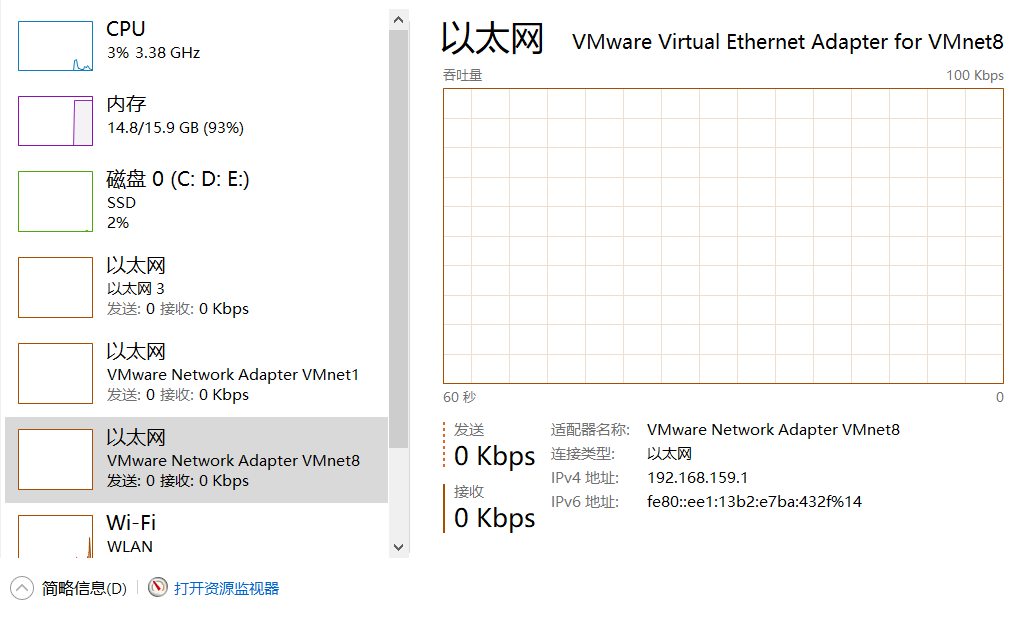 CPU
3% 3.38 GHz
内存
14.8/15.9 GB (93%)
磁盘 0 (C: D: E:)
SSD
2%
以太网
以太网 3
发送: 0 接收: 0 Kbps
以太网
VMware Network Adapter VMnet1
发送: 0 接收: 0 Kbps
以太网
VMware Network Adapter VMnet8
发送: 0 接收: 0 Kbps
Wi-Fi
WLAN
以太网 VMware Virtual Ethernet Adapter for VMnet8
吞吐量 100 Kbps
60 秒 0
发送
0 Kbps
接收
0 Kbps
适配器名称: VMware Network Adapter VMnet8
连接类型: 以太网
IPv4 地址: 192.168.159.1
IPv6 地址: fe80::ee1:13b2:e7ba:432f%14
简略信息(D) 打开资源监视器